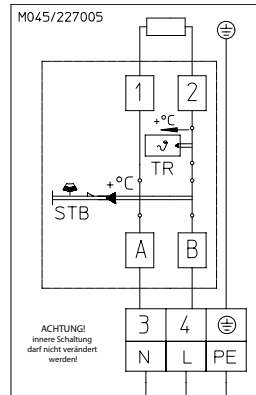 M045/227005
1 2
+°C
ϑ
TR
+°C
STB
A B
3 4
N L PE
ACHTUNG!
innere Schaltung
darf nicht verändert
werden!